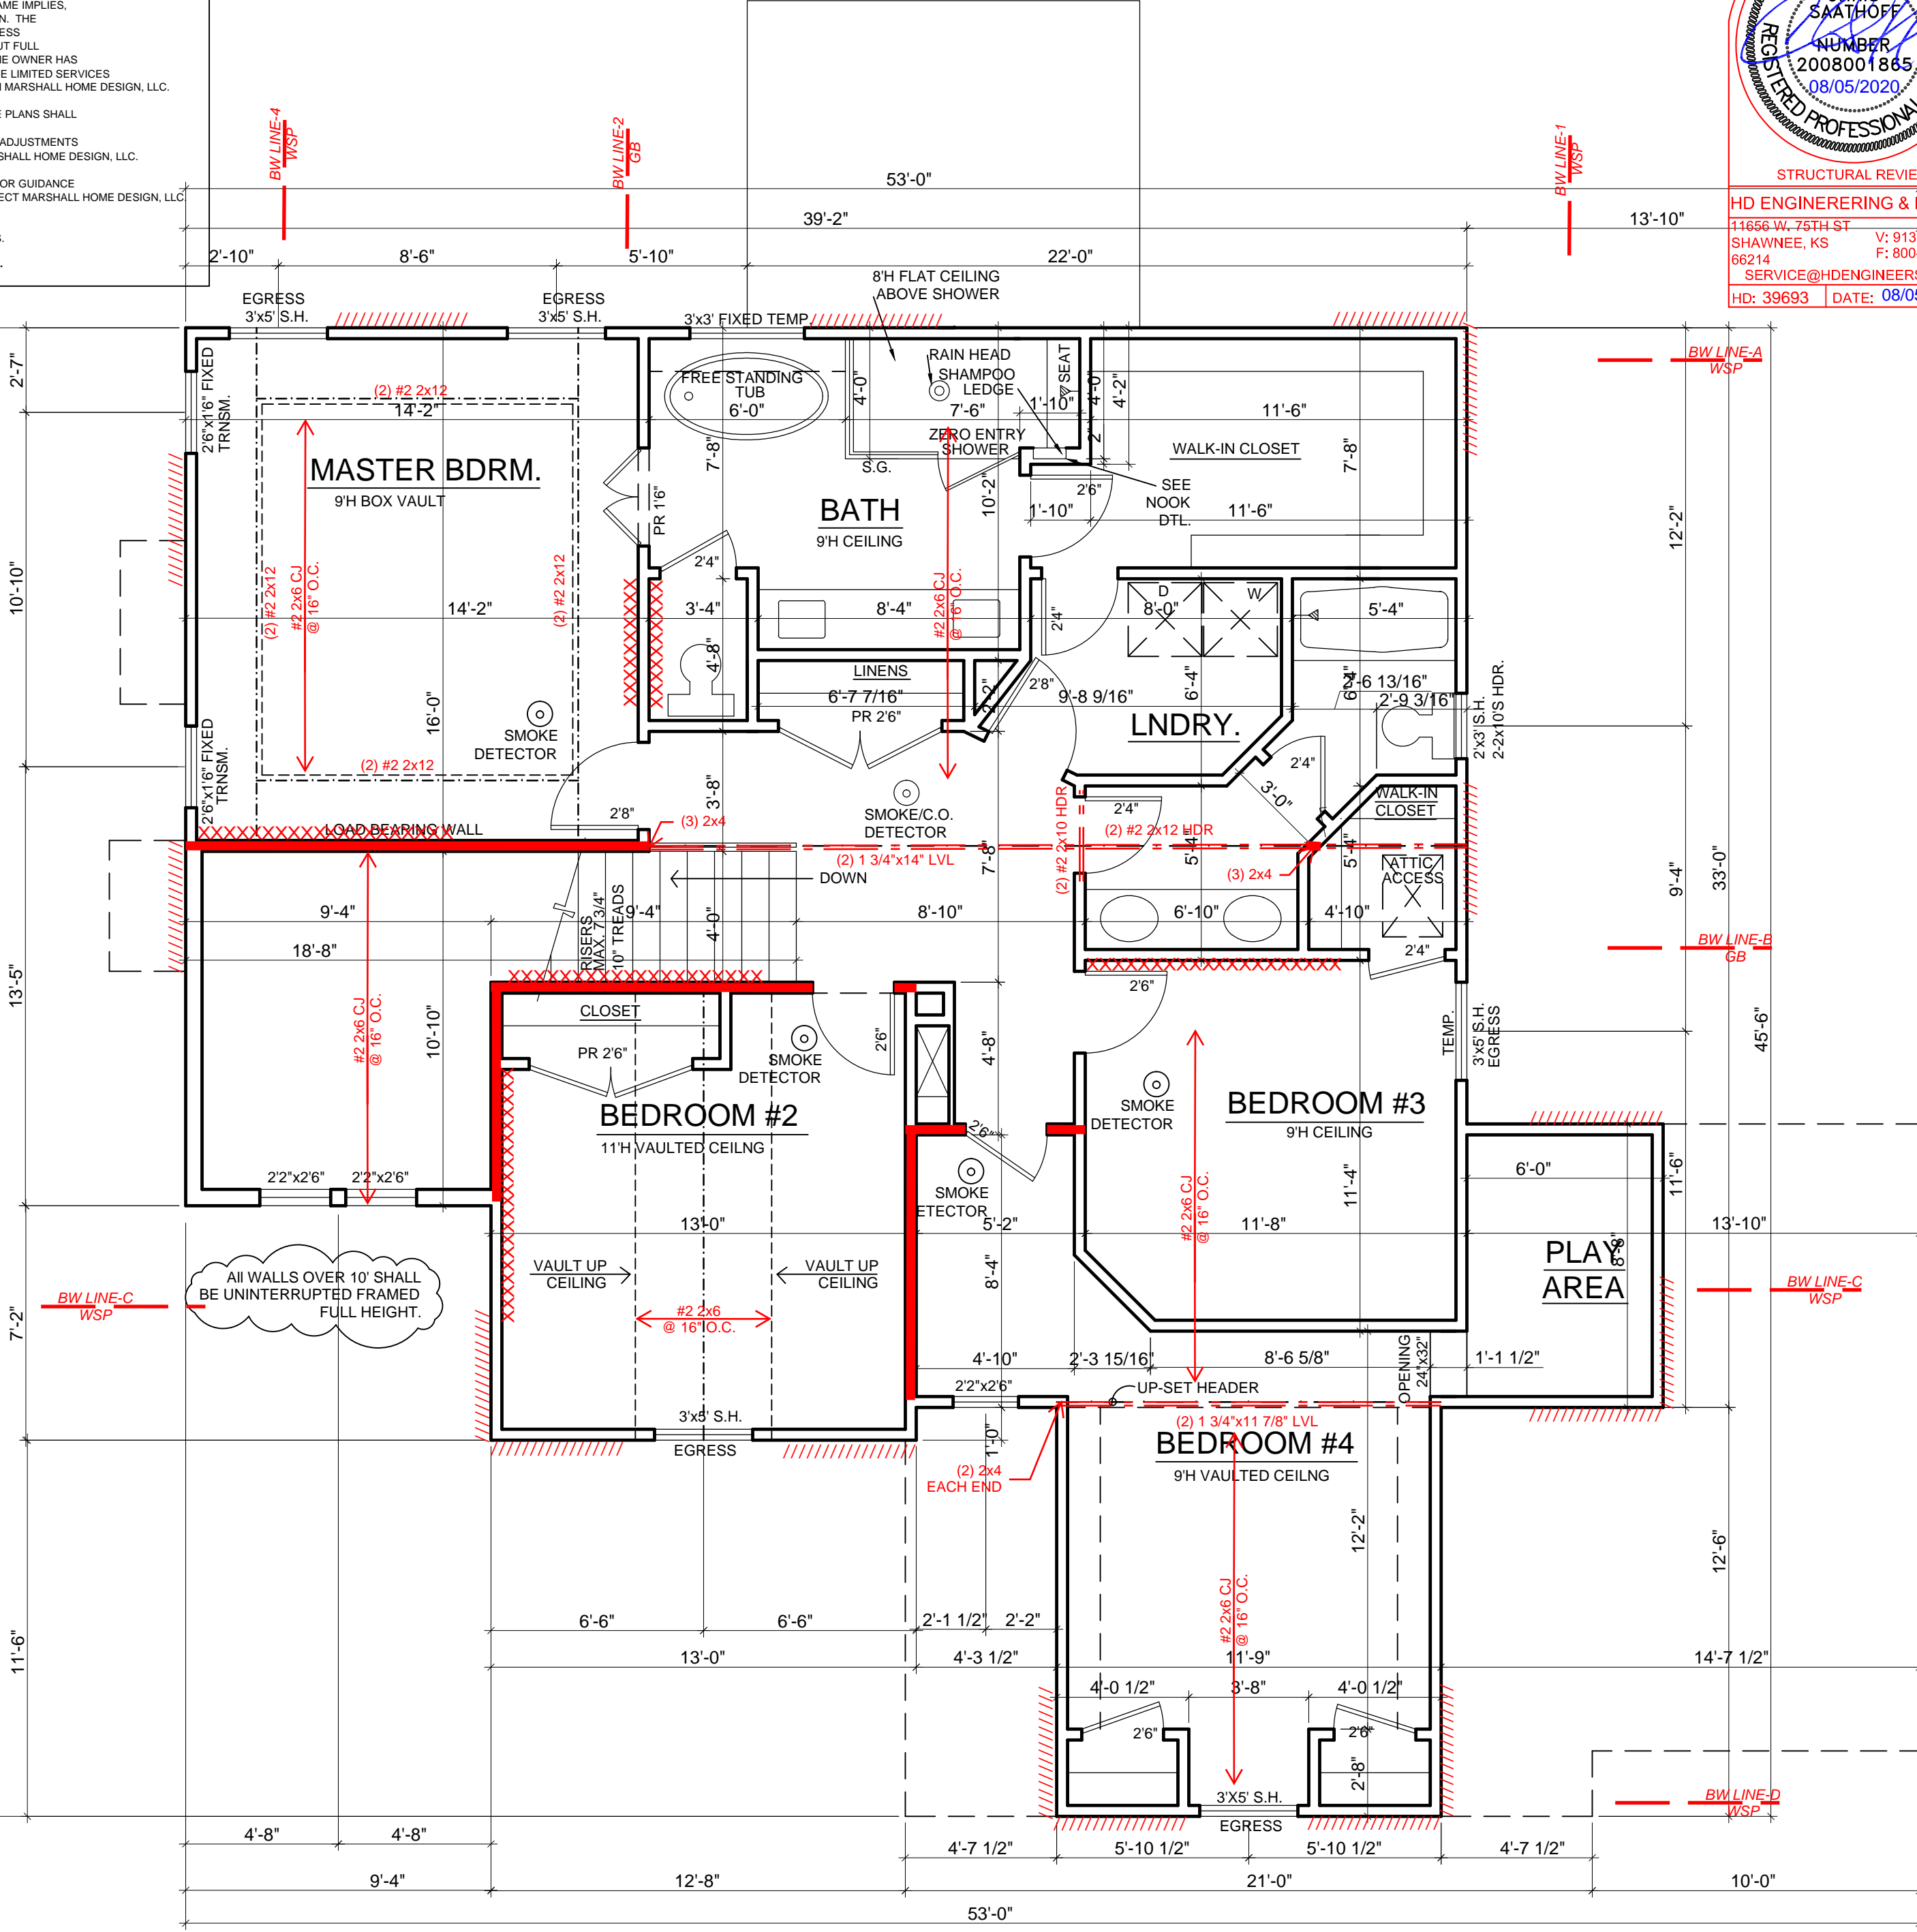 AME IMPLIES,
N. THE
ESS
UT FULL
HE OWNER HAS
E LIMITED SERVICES
MARSHALL HOME DESIGN, LLC.
E PLANS SHALL
ADJUSTMENTS
SHALL HOME DESIGN, LLC.
OR GUIDANCE
ECT MARSHALL HOME DESIGN, LLC
SAATHOFF
NUMBER
2008001865
08/05/2020
REGISTERED PROFESSIONAL
STRUCTURAL REVIE
HD ENGINERERING &
11656 W. 75TH ST
SHAWNEE, KS
66214
V: 913
F: 800
SERVICE@HDENGINEERS
HD: 39693
DATE: 08/05
BW LINE-4
WSP
BW LINE-2
GB
BW LINE-1
WSP
53'-0"
39'-2"
13'-10"
2'-10"
8'-6"
5'-10"
22'-0"
8'H FLAT CEILING
ABOVE SHOWER
EGRESS
3'x5' S.H.
EGRESS
3'x5' S.H.
3'x3' FIXED TEMP.
2'-7"
10'-10"
13'-5"
7'-2"
11'-6"
2'6"x1'6" FIXED
TRNSM.
(2) #2 2x12
14'-2"
MASTER BDRM.
9'H BOX VAULT
(2) #2 2x12
#2 2x6 CJ
@ 16" O.C.
(2) #2 2x12
14'-2"
16'-0"
SMOKE
DETECTOR
(2) #2 2x12
2'6"x1'6" FIXED
TRNSM.
LOAD BEARING WALL
2'8"
(3) 2x4
FREE STANDING
TUB
6'-0"
7'-8"
PR 1'6"
4'-0"
RAIN HEAD
SHAMPOO
LEDGE
SEAT
7'-6"
1'-10"
4'-0"
4'-2"
2"
ZERO ENTRY
SHOWER
S.G.
10'-2"
BATH
9'H CEILING
2'6"
1'-10"
SEE
NOOK
DTL.
11'-6"
WALK-IN CLOSET
7'-8"
11'-6"
2'4"
3'-4"
4'-8"
8'-4"
#2 2x6 CJ
@ 16" O.C.
2'4"
D
W
8'-0"
5'-4"
LINENS
6'-7 7/16"
PR 2'6"
2'-2"
2'8"
9'-8 9/16"
6'-4"
LNDRY.
6'-4"
2'-6 13/16"
2'-9 3/16"
2'x3' S.H.
2-2x10'S HDR.
BW LINE-A
WSP
12'-2"
9'-4"
33'-0"
45'-6"
BW LINE-B
GB
3'-8"
SMOKE/C.O.
DETECTOR
(2) #2 2x10 HDR
2'4"
(2) #2 2x12 HDR
3'-0"
2'4"
WALK-IN
CLOSET
(2) 1 3/4"x14" LVL
7'-8"
5'-4"
(3) 2x4
5'-4"
ATTIC
ACCESS
DOWN
9'-4"
RISERS
MAX. 7 3/4"
10" TREADS
9'-4"
4'-0"
8'-10"
6'-10"
4'-10"
2'4"
18'-8"
#2 2x6 CJ
@ 16" O.C.
10'-10"
2'2"x2'6"
2'2"x2'6"
CLOSET
PR 2'6"
SMOKE
DETECTOR
2'6"
4'-8"
2'6"
TEMP.
3'x5' S.H.
EGRESS
BEDROOM #2
11'H VAULTED CEILNG
2'6"
SMOKE
DETECTOR
BEDROOM #3
9'H CEILING
SMOKE
ETECTOR
13'-0"
5'-2"
8'-4"
#2 2x6 CJ
@ 16" O.C.
11'-4"
11'-8"
6'-0"
11'-6"
13'-10"
PLAY
AREA
8'-8"
BW LINE-C
WSP
BW LINE-C
WSP
All WALLS OVER 10' SHALL
BE UNINTERRUPTED FRAMED
FULL HEIGHT.
VAULT UP
CEILING
VAULT UP
CEILING
#2 2x6
@ 16" O.C.
4'-10"
2'-3 15/16"
8'-6 5/8"
OPENING
24"x32"
1'-1 1/2"
2'2"x2'6"
UP-SET HEADER
3'x5' S.H.
EGRESS
1'-0"
(2) 1 3/4"x11 7/8" LVL
(2) 2x4
EACH END
BEDROOM #4
9'H VAULTED CEILNG
12'-2"
12'-6"
#2 2x6 CJ
@ 16" O.C.
6'-6"
6'-6"
2'-1 1/2"
2'-2"
13'-0"
4'-3 1/2"
11'-9"
14'-7 1/2"
4'-0 1/2"
3'-8"
4'-0 1/2"
2'6"
2'6"
2'-8"
3'X5' S.H.
EGRESS
BW LINE-D
WSP
4'-8"
4'-8"
4'-7 1/2"
5'-10 1/2"
5'-10 1/2"
4'-7 1/2"
9'-4"
12'-8"
21'-0"
10'-0"
53'-0"